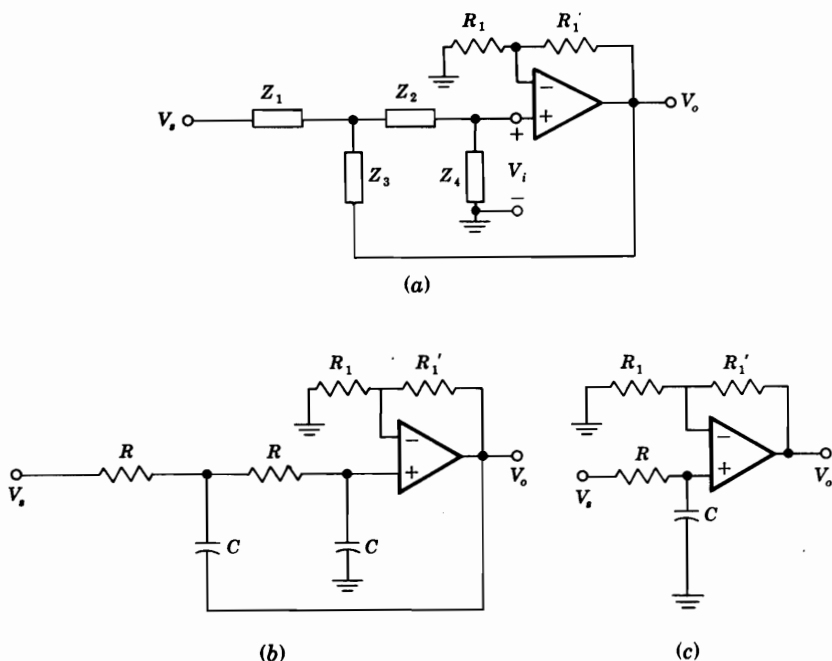 R₁ R₁′
Z₁ Z₂
Vₛ − Vₒ
+
+
Z₃ Z₄ Vᵢ
−
(a)
R₁ R₁′ R₁ R₁′
− −
R R + R +
Vₛ Vₒ Vₛ Vₒ
C C C
(b) (c)